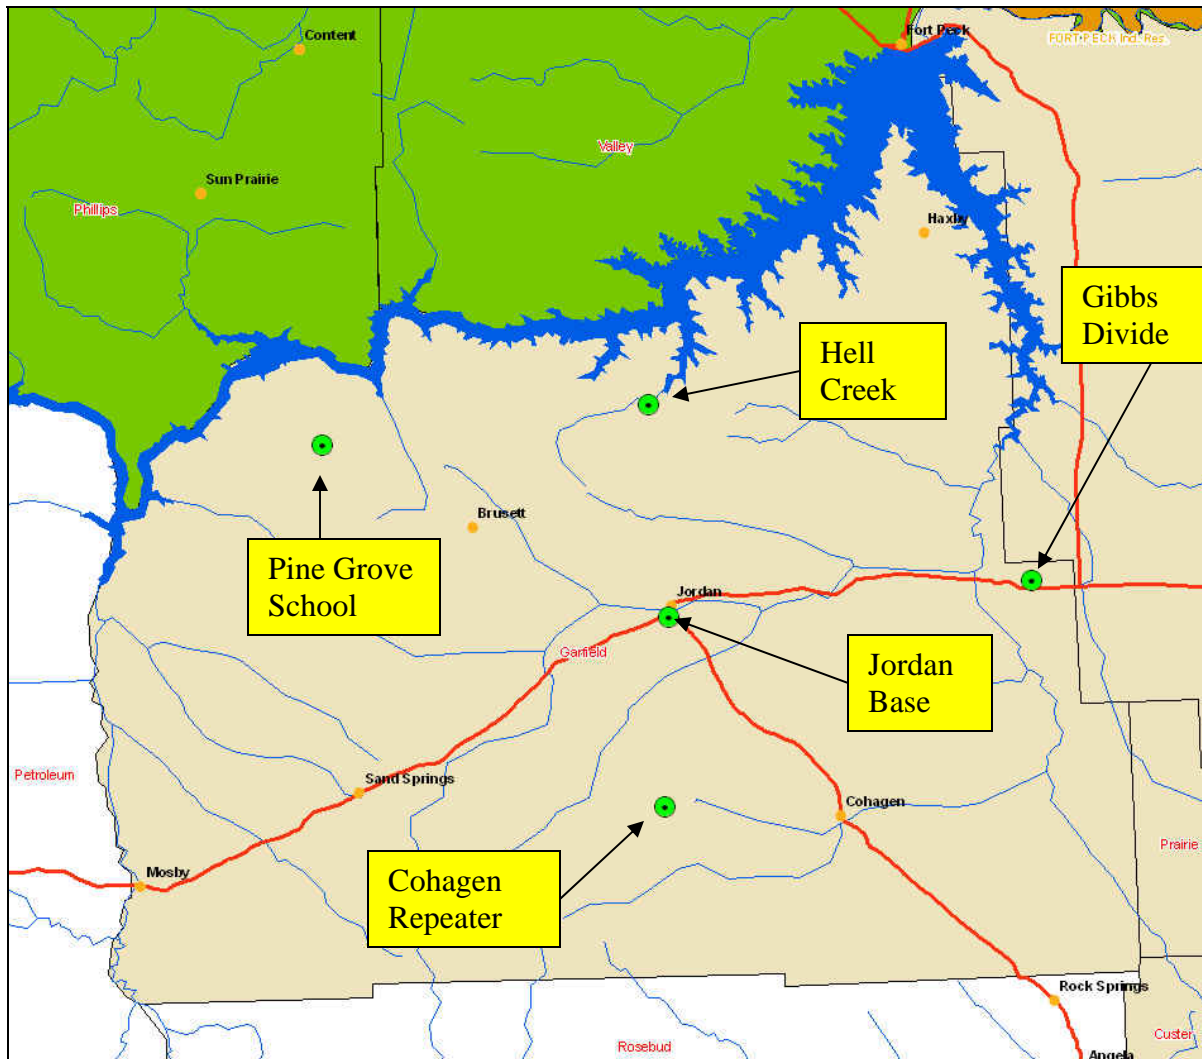 Content
Fort Peck
FORT PECK Ind. Res.
Valley
Sun Prairie
Phillips
Haxby
Gibbs
Divide
Hell
Creek
Brusett
Pine Grove
School
Jordan
Garfield
Jordan
Base
Petroleum
Sand Springs
Cohagen
Prairie
Mosby
Cohagen
Repeater
Rock Springs
Rosebud
Custer
Angela